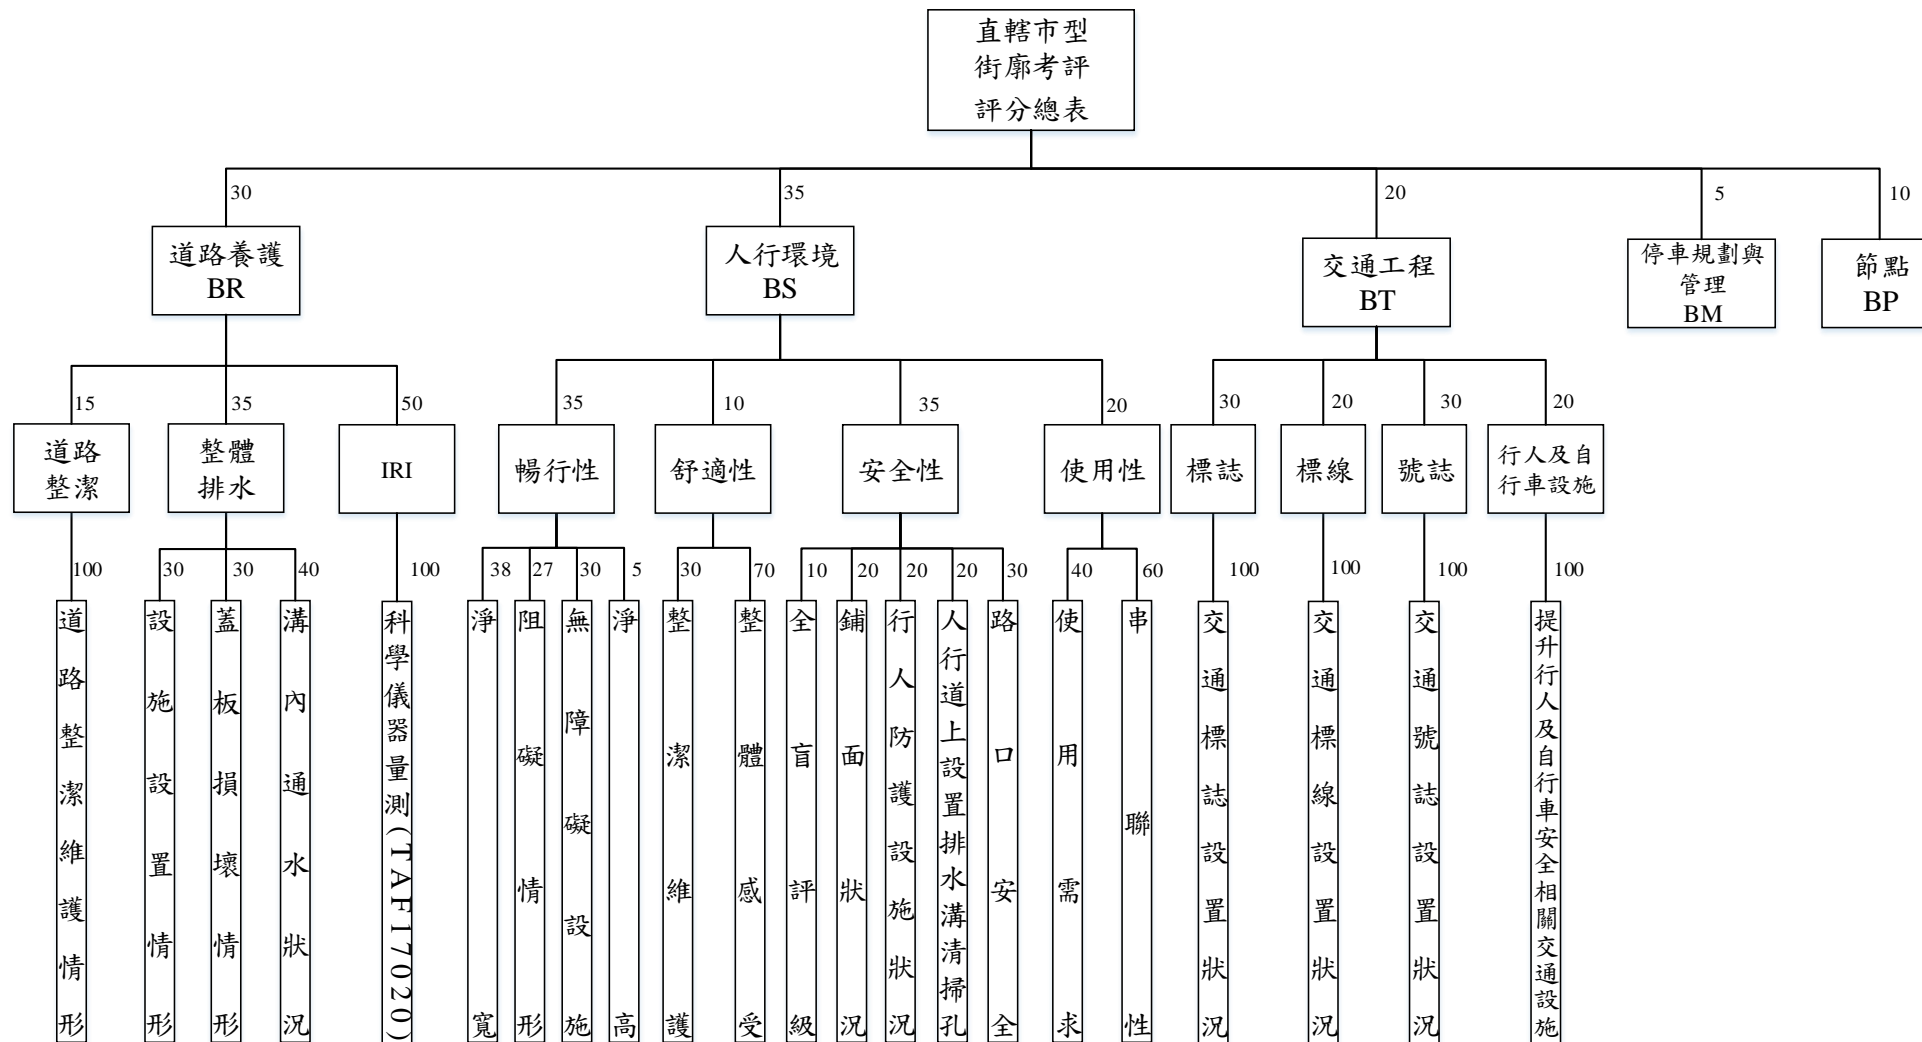 直轄市型
街廓考評
評分總表
30
35
20
5
10
道路養護
BR
人行環境
BS
交通工程
BT
停車規劃與
管理
BM
節點
BP
15
35
50
35
10
35
20
30
20
30
20
道路
整潔
整體
排水
IRI
暢行性
舒適性
安全性
使用性
標誌
標線
號誌
行人及自
行車設施
100
30
30
40
100
38
27
30
5
30
70
10
20
20
20
30
40
60
100
100
100
100
道路整潔維護情形
設施設置情形
蓋板損壞情形
溝內通水狀況
科學儀器量測(TAF17020)
淨寬
阻礙情形
無障礙設施
淨高
整潔維護
整體感受
全盲評級
鋪面狀況
行人防護設施狀況
人行道上設置排水溝清掃孔
路口安全
使用需求
串聯性
交通標誌設置狀況
交通標線設置狀況
交通號誌設置狀況
提升行人及自行車安全相關交通設施